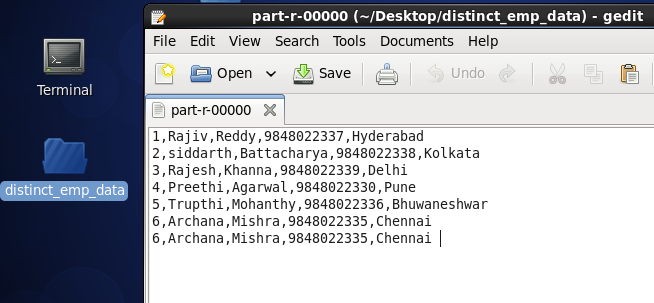 part-r-00000 (~/Desktop/distinct_emp_data) - gedit
File Edit View Search Tools Documents Help
Open Save Undo
part-r-00000
Terminal
distinct_emp_data
1,Rajiv,Reddy,9848022337,Hyderabad
2,siddarth,Battacharya,9848022338,Kolkata
3,Rajesh,Khanna,9848022339,Delhi
4,Preethi,Agarwal,9848022330,Pune
5,Trupthi,Mohanthy,9848022336,Bhuwaneshwar
6,Archana,Mishra,9848022335,Chennai
6,Archana,Mishra,9848022335,Chennai